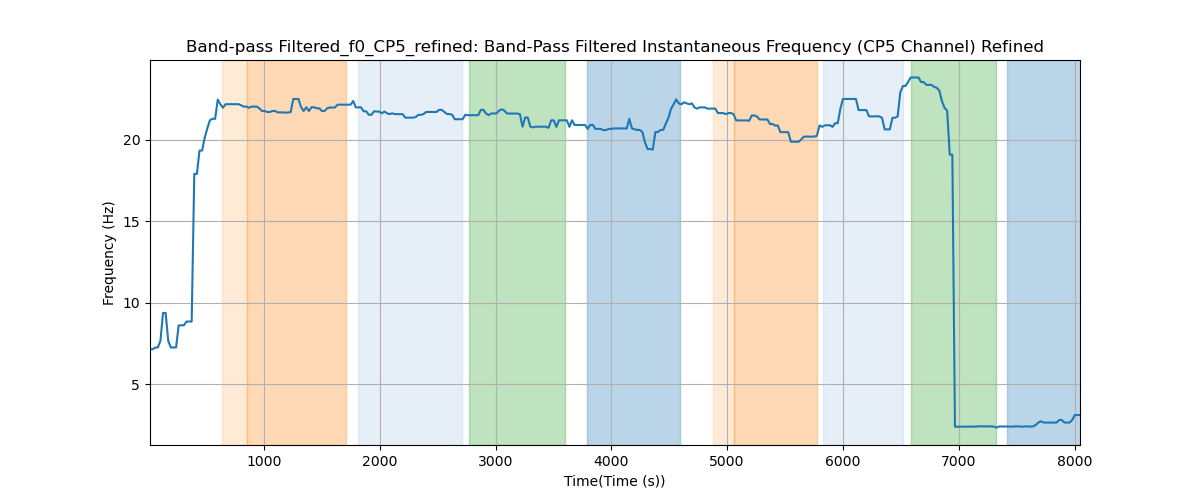 Band-pass Filtered_f0_CP5_refined: Band-Pass Filtered Instantaneous Frequency (CP5 Channel) Refined
Frequency (Hz)
20
15
10
5
1000 2000 3000 4000 5000 6000 7000 8000
Time(Time (s))